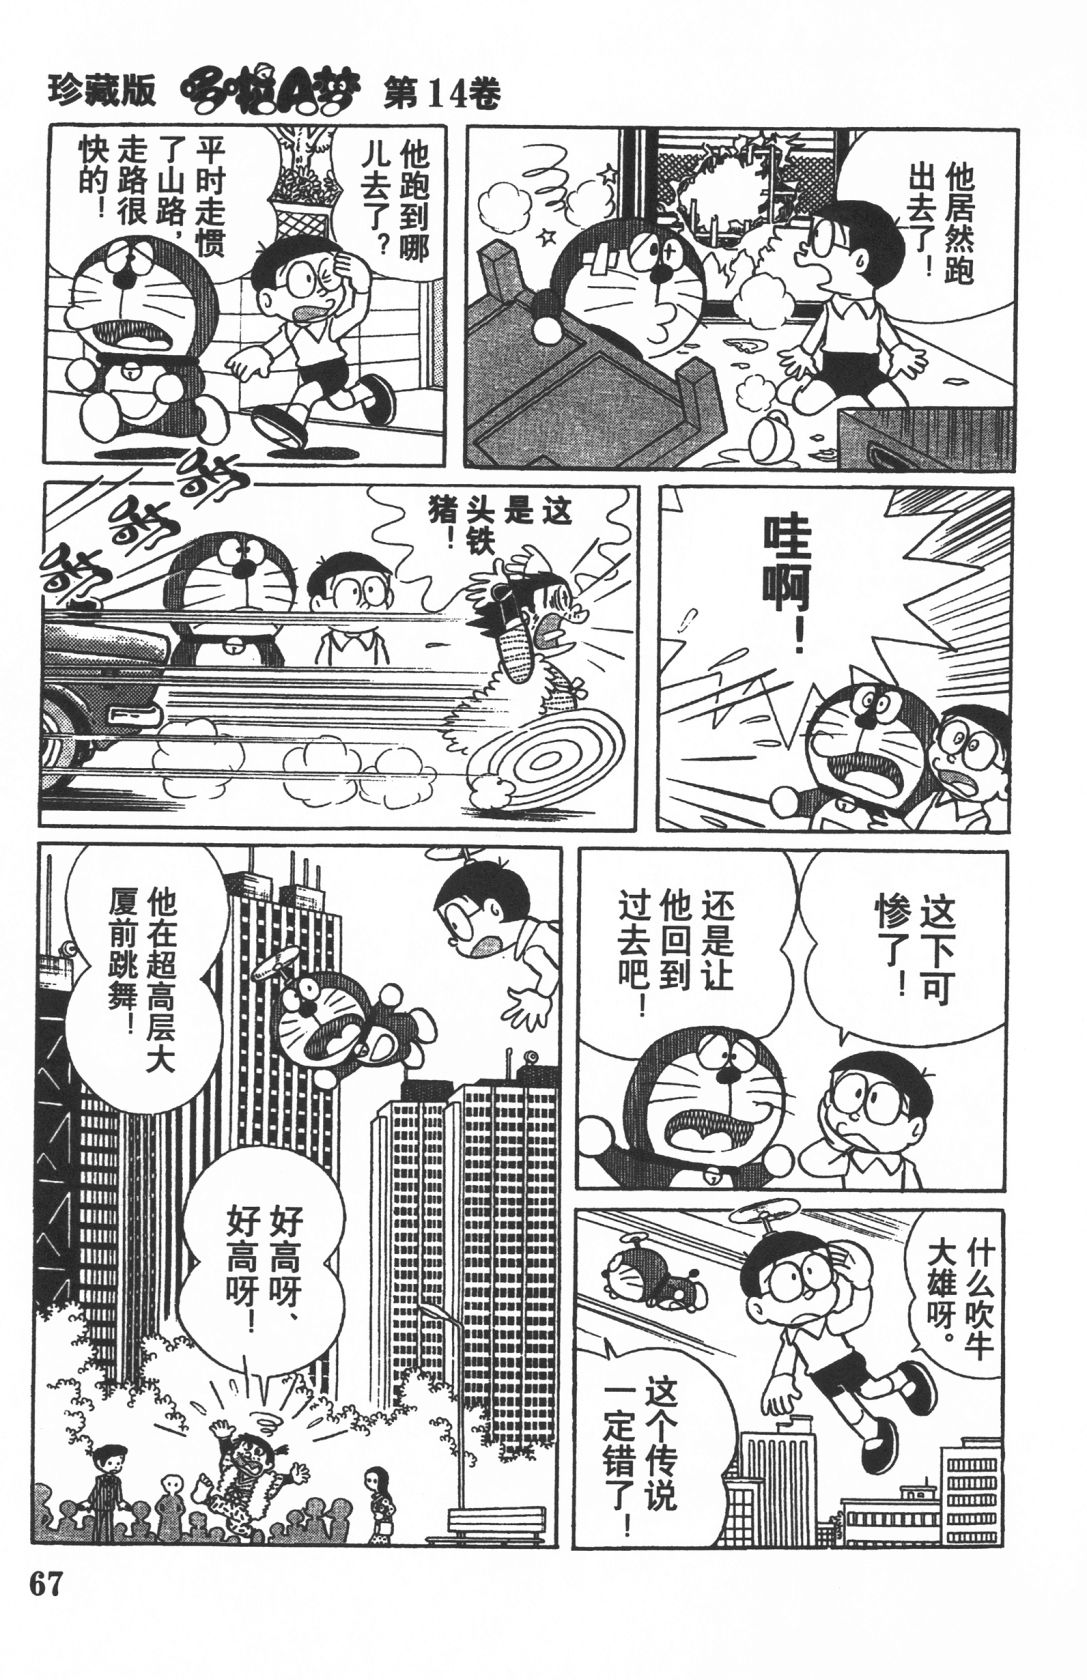 珍藏版 哆啦A梦 第14卷
他居然跑
出去了！
他跑到哪
儿去了？
平时走惯
了山路，
走路很
快的！
哇啊！
这
是
头铁
猪！
这下可
惨了！
还是让
他回到
过去吧！
什么吹牛
大雄呀。
这个传说
一定错了！
他在超高层大
厦前跳舞！
好高呀、
好高呀！
67